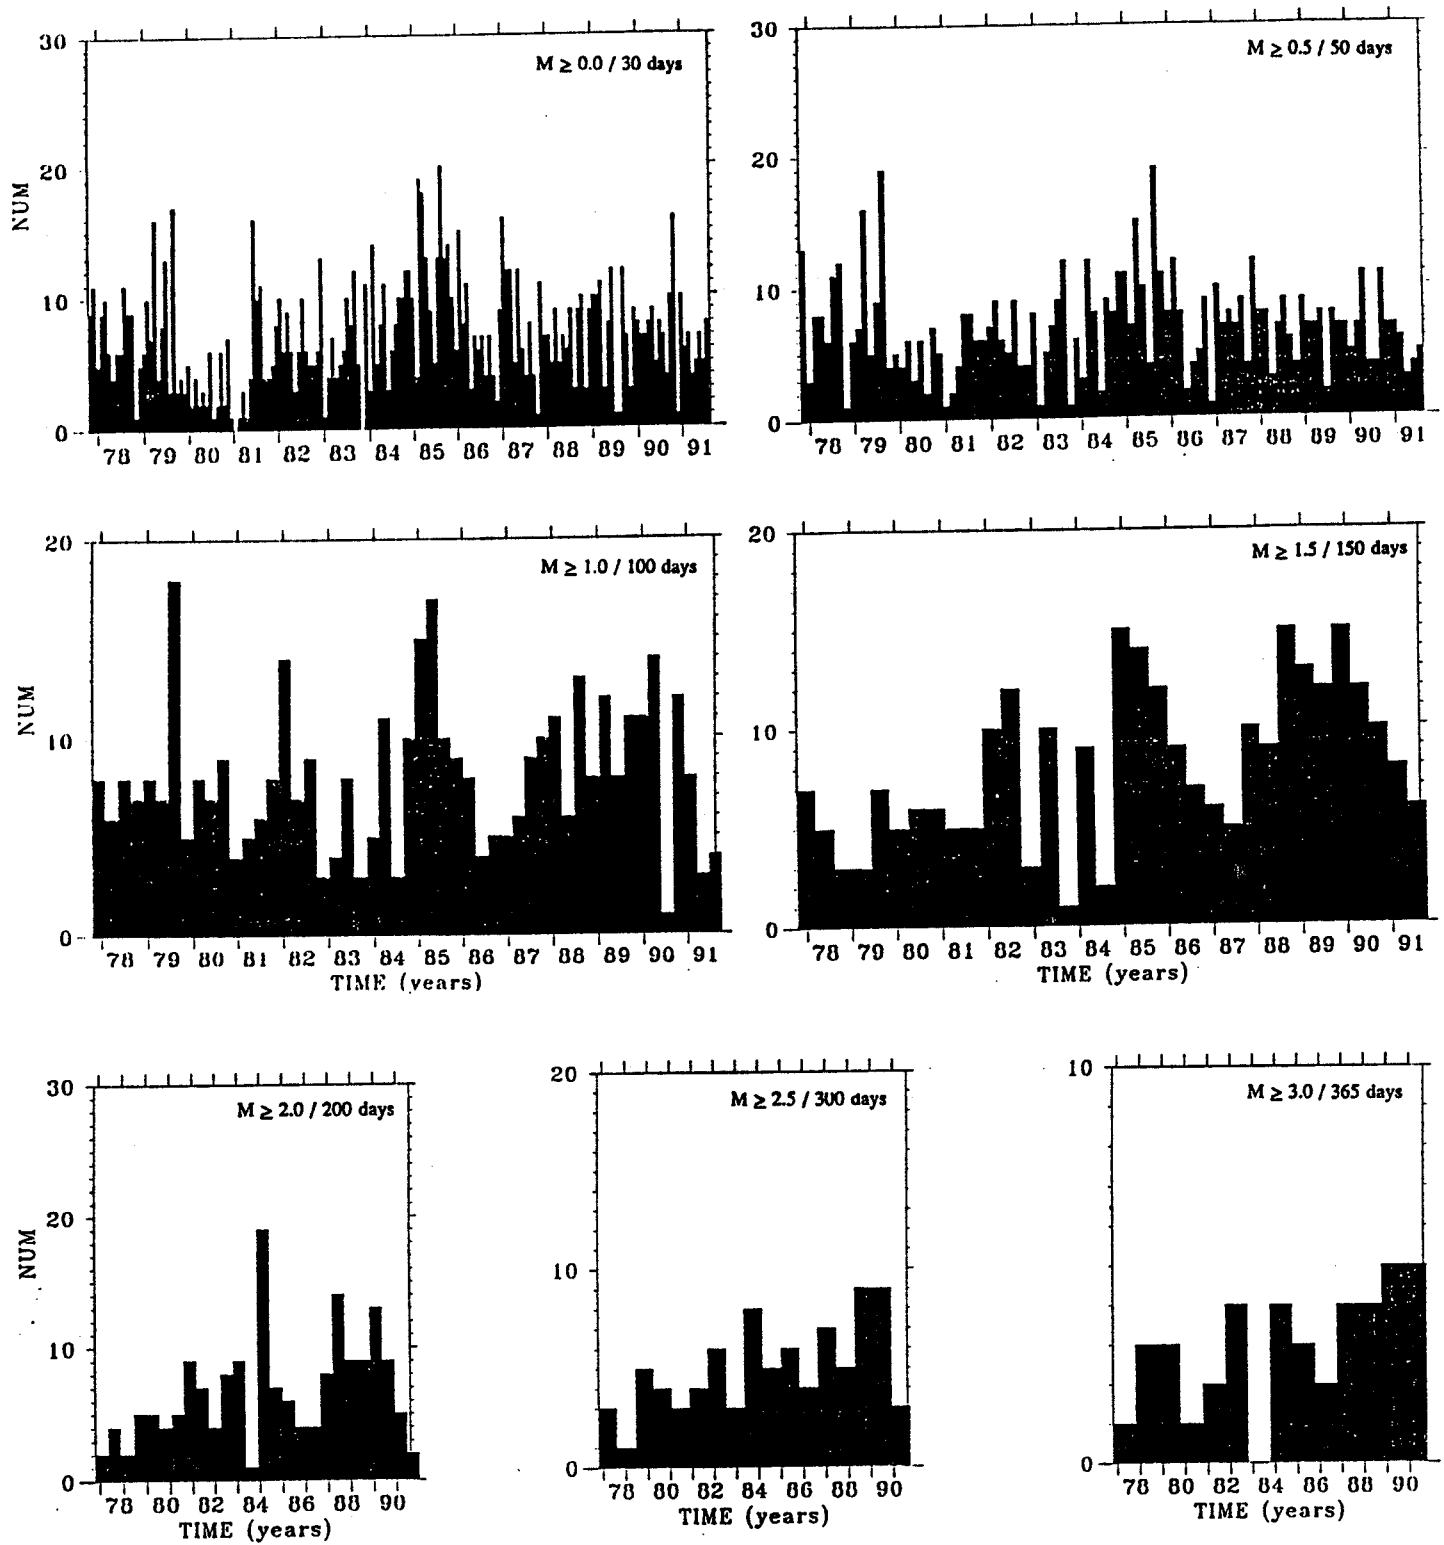 30
M ≥ 0.0 / 30 days
20
NUM
10
0
78 79 80 81 82 83 84 85 86 87 88 89 90 91
30
M ≥ 0.5 / 50 days
20
10
0
78 79 80 81 82 83 84 85 86 87 88 89 90 91
20
M ≥ 1.0 / 100 days
NUM
10
0
78 79 80 81 82 83 84 85 86 87 88 89 90 91
TIME (years)
20
M ≥ 1.5 / 150 days
10
0
78 79 80 81 82 83 84 85 86 87 88 89 90 91
TIME (years)
30
M ≥ 2.0 / 200 days
20
NUM
10
0
78 80 82 84 86 88 90
TIME (years)
20
M ≥ 2.5 / 300 days
10
0
78 80 82 84 86 88 90
TIME (years)
10
M ≥ 3.0 / 365 days
0
78 80 82 84 86 88 90
TIME (years)